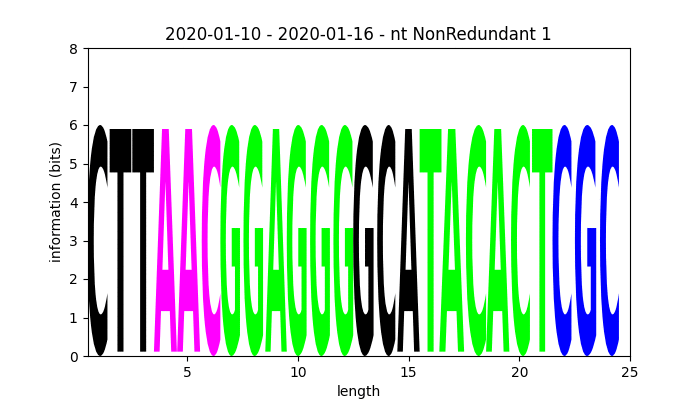 2020-01-10 - 2020-01-16 - nt NonRedundant 1
8
7
6
5
4
3
2
1
0
information (bits)
CTTAACGGAGGGGCATACACTCGC
5 10 15 20 25
length